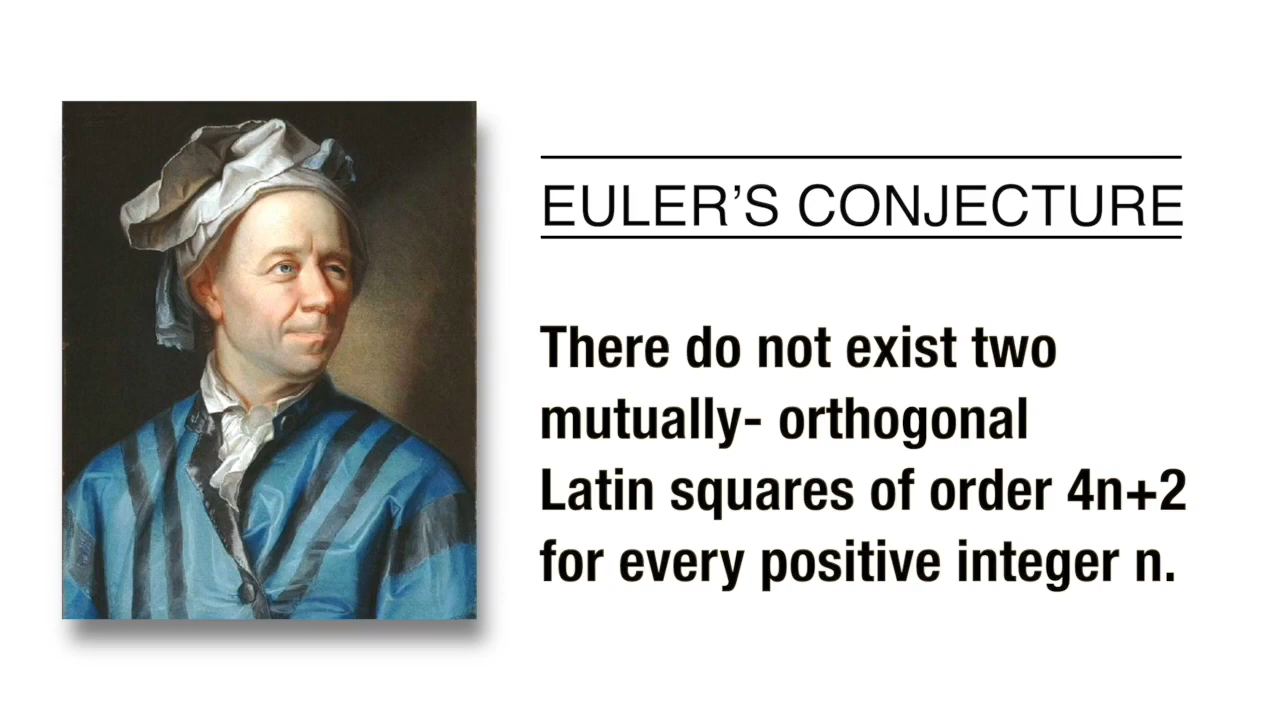 EULER’S CONJECTURE
There do not exist two
mutually- orthogonal
Latin squares of order 4n+2
for every positive integer n.